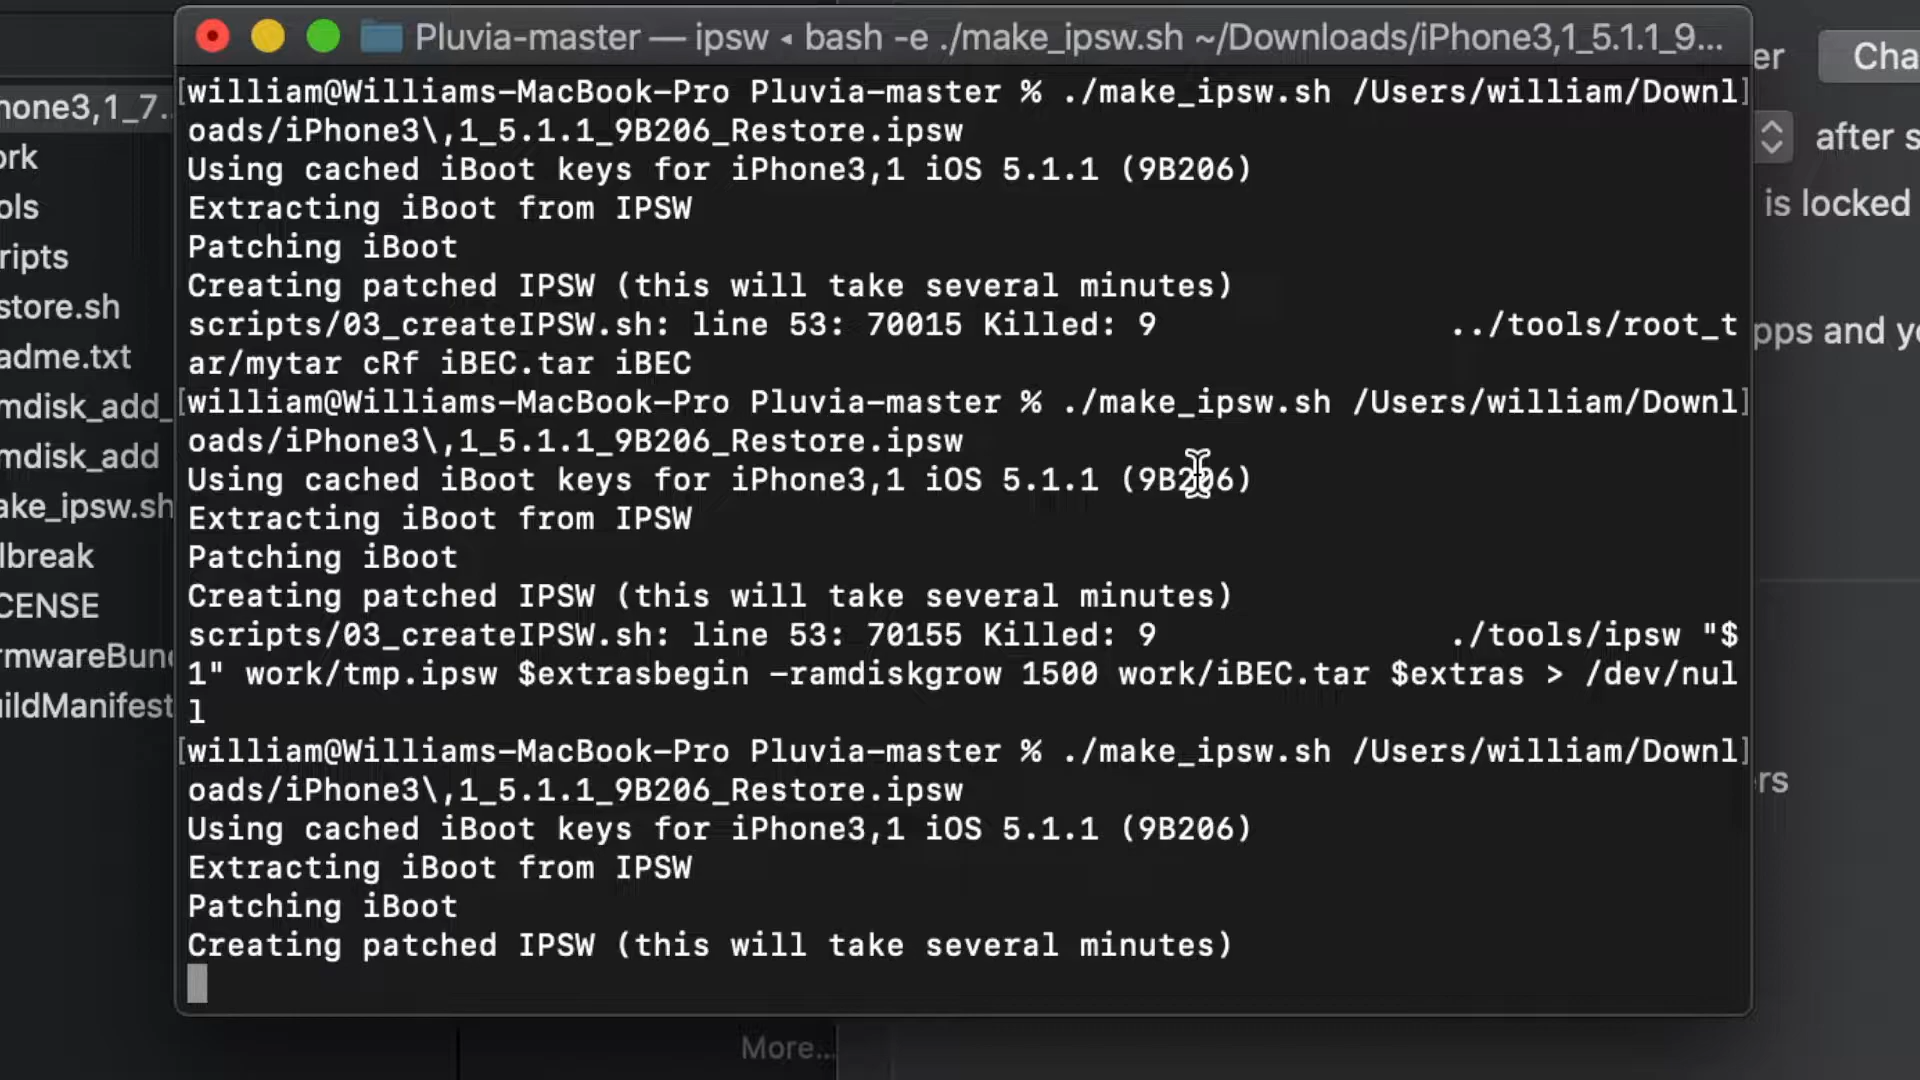 Pluvia-master — ipsw ◂ bash -e ./make_ipsw.sh ~/Downloads/iPhone3,1_5.1.1_9...
[william@Williams-MacBook-Pro Pluvia-master % ./make_ipsw.sh /Users/william/Downl]
oads/iPhone3\,1_5.1.1_9B206_Restore.ipsw
Using cached iBoot keys for iPhone3,1 iOS 5.1.1 (9B206)
Extracting iBoot from IPSW
Patching iBoot
Creating patched IPSW (this will take several minutes)
scripts/03_createIPSW.sh: line 53: 70015 Killed: 9 ../tools/root_t
ar/mytar cRf iBEC.tar iBEC
[william@Williams-MacBook-Pro Pluvia-master % ./make_ipsw.sh /Users/william/Downl]
oads/iPhone3\,1_5.1.1_9B206_Restore.ipsw
Using cached iBoot keys for iPhone3,1 iOS 5.1.1 (9B206)
Extracting iBoot from IPSW
Patching iBoot
Creating patched IPSW (this will take several minutes)
scripts/03_createIPSW.sh: line 53: 70155 Killed: 9 ./tools/ipsw "$
1" work/tmp.ipsw $extrasbegin -ramdiskgrow 1500 work/iBEC.tar $extras > /dev/nul
l
[william@Williams-MacBook-Pro Pluvia-master % ./make_ipsw.sh /Users/william/Downl]
oads/iPhone3\,1_5.1.1_9B206_Restore.ipsw
Using cached iBoot keys for iPhone3,1 iOS 5.1.1 (9B206)
Extracting iBoot from IPSW
Patching iBoot
Creating patched IPSW (this will take several minutes)
hone3,1_7...
ork
ols
ripts
store.sh
adme.txt
mdisk_add_
mdisk_add
ake_ipsw.sh
lbreak
CENSE
rmwareBund
uildManifest
er
Cha
after s
is locked
pps and yo
rs
More...